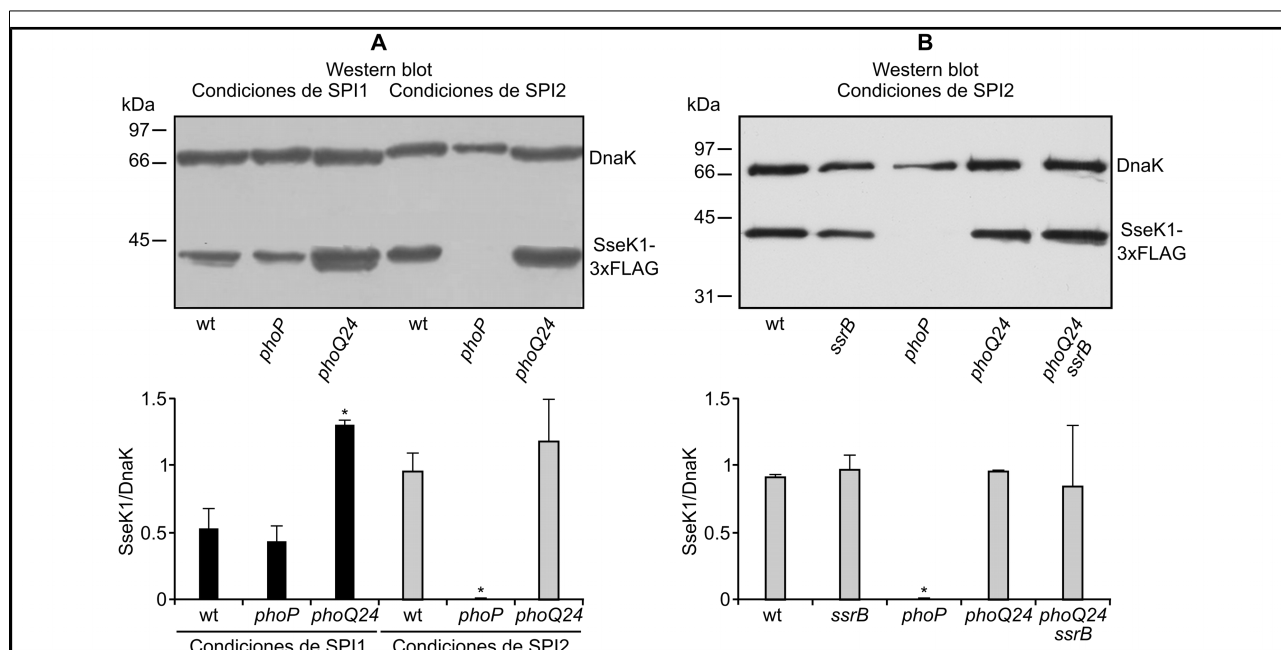 A
Western blot
Condiciones de SPI1 Condiciones de SPI2
kDa
97
66
45
DnaK
SseK1-
3xFLAG
wt phoP phoQ24 wt phoP phoQ24
1.5
1
0.5
0
SseK1/DnaK
*
*
wt phoP phoQ24 wt phoP phoQ24
Condiciones de SPI1 Condiciones de SPI2
B
Western blot
Condiciones de SPI2
kDa
97
66
45
31
DnaK
SseK1-
3xFLAG
wt ssrB phoP phoQ24 phoQ24
ssrB
1.5
1
0.5
0
SseK1/DnaK
*
wt ssrB phoP phoQ24 phoQ24
ssrB